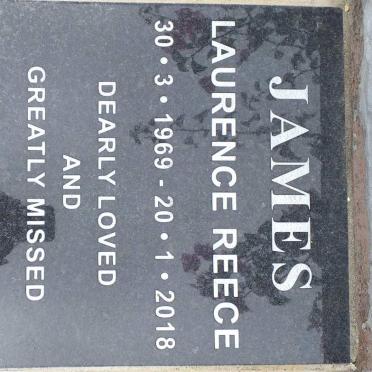 JAMES
LAURENCE REECE
30 • 3 • 1969 - 20 • 1 • 2018
DEARLY LOVED
AND
GREATLY MISSED